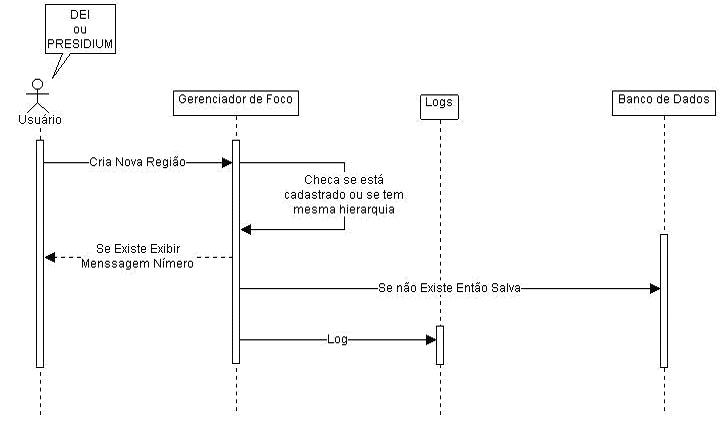 DEI
ou
PRESIDIUM
Usuário
Gerenciador de Foco
Logs
Banco de Dados
Cria Nova Região
Checa se está
cadastrado ou se tem
mesma hierarquia
Se Existe Exibir
Menssagem Nímero
Se não Existe Então Salva
Log